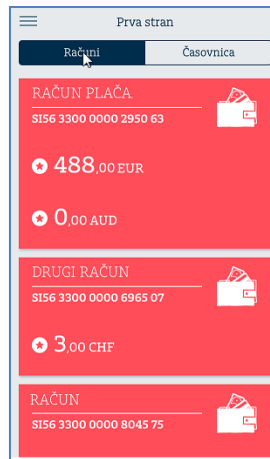 Prva stran
Računi
Časovnica
RAČUN PLAČA
SI56 3300 0000 2950 63
488,00 EUR
0,00 AUD
DRUGI RAČUN
SI56 3300 0000 6965 07
3,00 CHF
RAČUN
SI56 3300 0000 8045 75